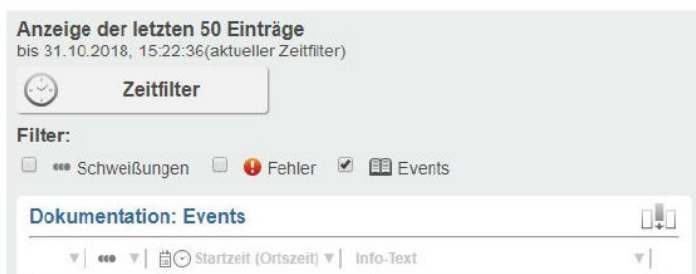 Anzeige der letzten 50 Einträge
bis 31.10.2018, 15:22:36(aktueller Zeitfilter)
Zeitfilter
Filter:
Schweißungen Fehler Events
Dokumentation: Events
Startzeit (Ortszeit) Info-Text